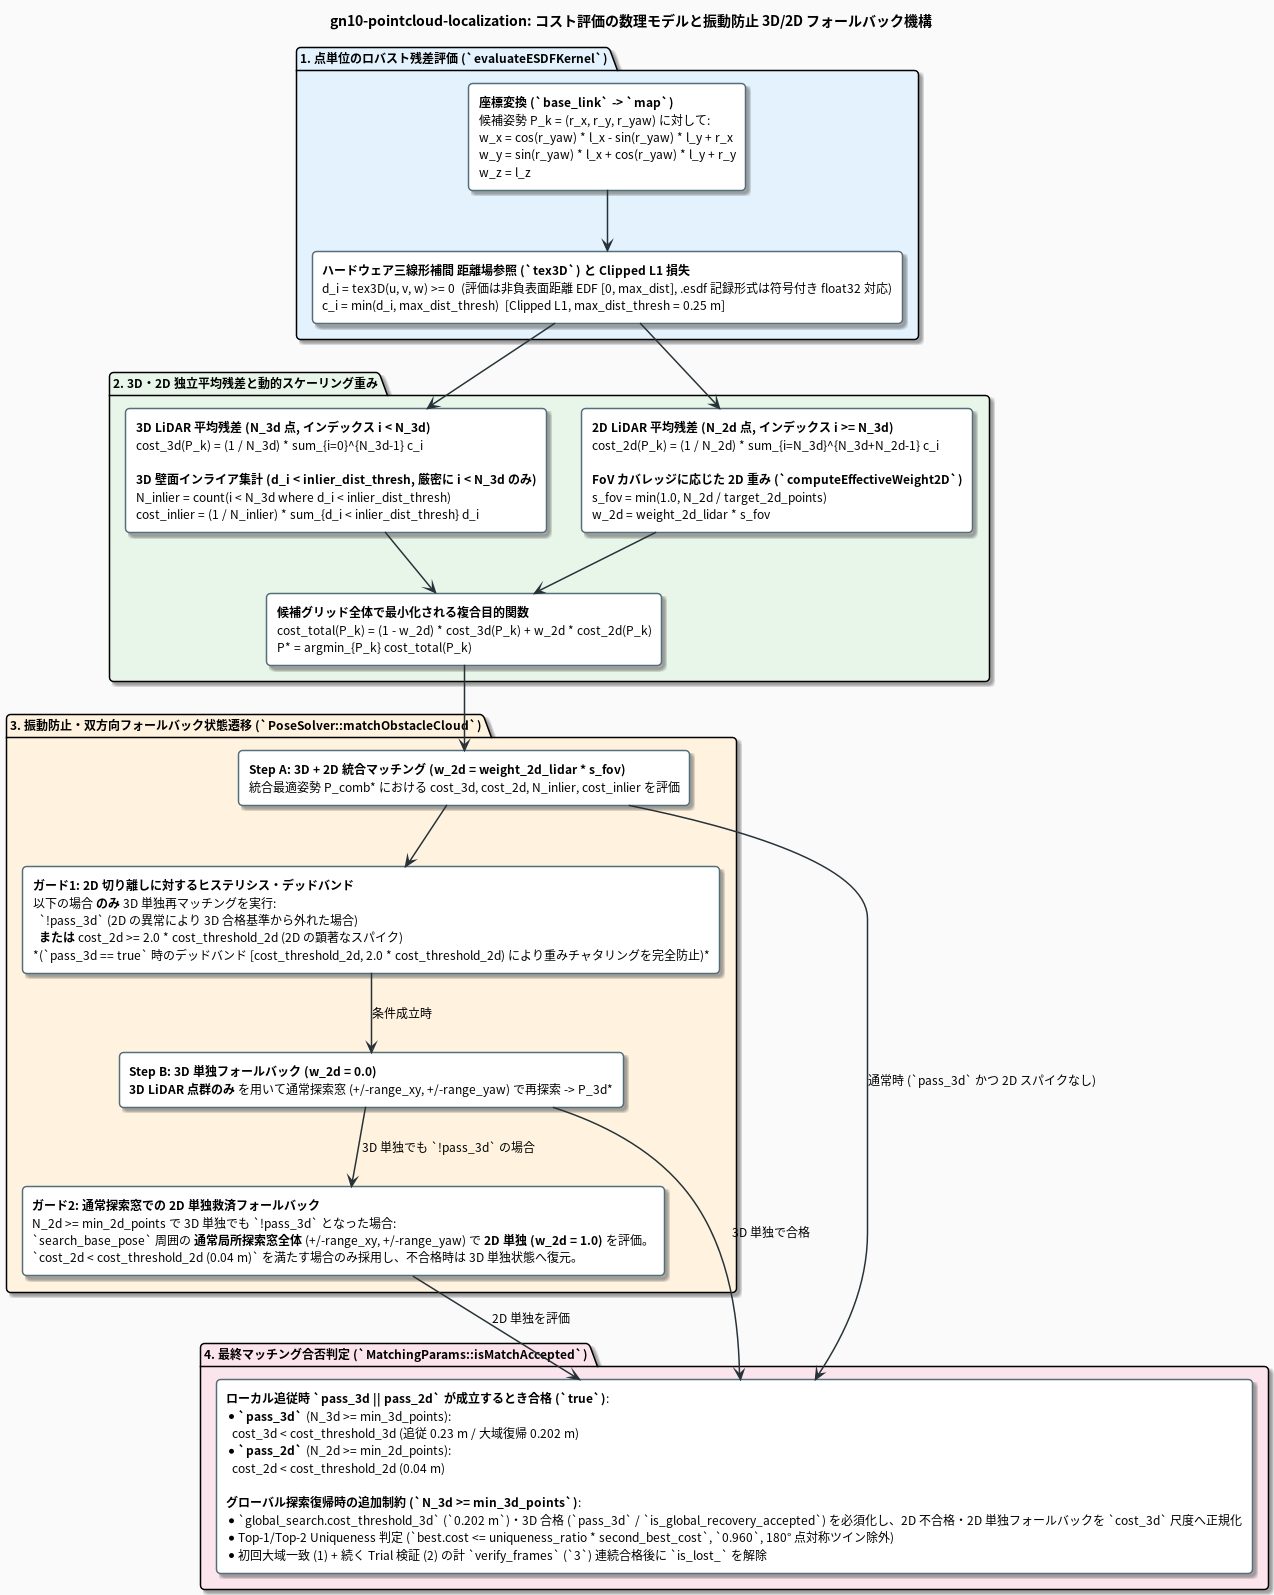 gn10-pointcloud-localization: コスト評価の数理モデルと振動防止 3D/2D フォールバック機構
1. 点単位のロバスト残差評価 (`evaluateESDFKernel`)
座標変換 (`base_link` -> `map`)
候補姿勢 P_k = (r_x, r_y, r_yaw) に対して:
w_x = cos(r_yaw) * l_x - sin(r_yaw) * l_y + r_x
w_y = sin(r_yaw) * l_x + cos(r_yaw) * l_y + r_y
w_z = l_z
ハードウェア三線形補間 距離場参照 (`tex3D`) と Clipped L1 損失
d_i = tex3D(u, v, w) >= 0  (評価は非負表面距離 EDF [0, max_dist], .esdf 記録形式は符号付き float32 対応)
c_i = min(d_i, max_dist_thresh)  [Clipped L1, max_dist_thresh = 0.25 m]
2. 3D・2D 独立平均残差と動的スケーリング重み
3D LiDAR 平均残差 (N_3d 点, インデックス i < N_3d)
cost_3d(P_k) = (1 / N_3d) * sum_{i=0}^{N_3d-1} c_i
3D 壁面インライア集計 (d_i < inlier_dist_thresh, 厳密に i < N_3d のみ)
N_inlier = count(i < N_3d where d_i < inlier_dist_thresh)
cost_inlier = (1 / N_inlier) * sum_{d_i < inlier_dist_thresh} d_i
2D LiDAR 平均残差 (N_2d 点, インデックス i >= N_3d)
cost_2d(P_k) = (1 / N_2d) * sum_{i=N_3d}^{N_3d+N_2d-1} c_i
FoV カバレッジに応じた 2D 重み (`computeEffectiveWeight2D`)
s_fov = min(1.0, N_2d / target_2d_points)
w_2d = weight_2d_lidar * s_fov
候補グリッド全体で最小化される複合目的関数
cost_total(P_k) = (1 - w_2d) * cost_3d(P_k) + w_2d * cost_2d(P_k)
P* = argmin_{P_k} cost_total(P_k)
3. 振動防止・双方向フォールバック状態遷移 (`PoseSolver::matchObstacleCloud`)
Step A: 3D + 2D 統合マッチング (w_2d = weight_2d_lidar * s_fov)
統合最適姿勢 P_comb* における cost_3d, cost_2d, N_inlier, cost_inlier を評価
ガード1: 2D 切り離しに対するヒステリシス・デッドバンド
以下の場合 のみ 3D 単独再マッチングを実行:
`!pass_3d` (2D の異常により 3D 合格基準から外れた場合)
または cost_2d >= 2.0 * cost_threshold_2d (2D の顕著なスパイク)
*(`pass_3d == true` 時のデッドバンド [cost_threshold_2d, 2.0 * cost_threshold_2d) により重みチャタリングを完全防止)*
条件成立時
通常時 (`pass_3d` かつ 2D スパイクなし)
Step B: 3D 単独フォールバック (w_2d = 0.0)
3D LiDAR 点群のみ を用いて通常探索窓 (+/-range_xy, +/-range_yaw) で再探索 -> P_3d*
3D 単独でも `!pass_3d` の場合
ガード2: 通常探索窓での 2D 単独救済フォールバック
N_2d >= min_2d_points で 3D 単独でも `!pass_3d` となった場合:
`search_base_pose` 周囲の 通常局所探索窓全体 (+/-range_xy, +/-range_yaw) で 2D 単独 (w_2d = 1.0) を評価。
`cost_2d < cost_threshold_2d (0.04 m)` を満たす場合のみ採用し、不合格時は 3D 単独状態へ復元。
3D 単独で合格
2D 単独を評価
4. 最終マッチング合否判定 (`MatchingParams::isMatchAccepted`)
ローカル追従時 `pass_3d || pass_2d` が成立するとき合格 (`true`):
• `pass_3d` (N_3d >= min_3d_points):
cost_3d < cost_threshold_3d (追従 0.23 m / 大域復帰 0.202 m)
• `pass_2d` (N_2d >= min_2d_points):
cost_2d < cost_threshold_2d (0.04 m)
グローバル探索復帰時の追加制約 (`N_3d >= min_3d_points`):
• `global_search.cost_threshold_3d` (`0.202 m`)・3D 合格 (`pass_3d` / `is_global_recovery_accepted`) を必須化し、2D 不合格・2D 単独フォールバックを `cost_3d` 尺度へ正規化
• Top-1/Top-2 Uniqueness 判定 (`best.cost <= uniqueness_ratio * second_best_cost`, `0.960`, 180° 点対称ツイン除外)
• 初回大域一致 (1) + 続く Trial 検証 (2) の計 `verify_frames` (`3`) 連続合格後に `is_lost_` を解除